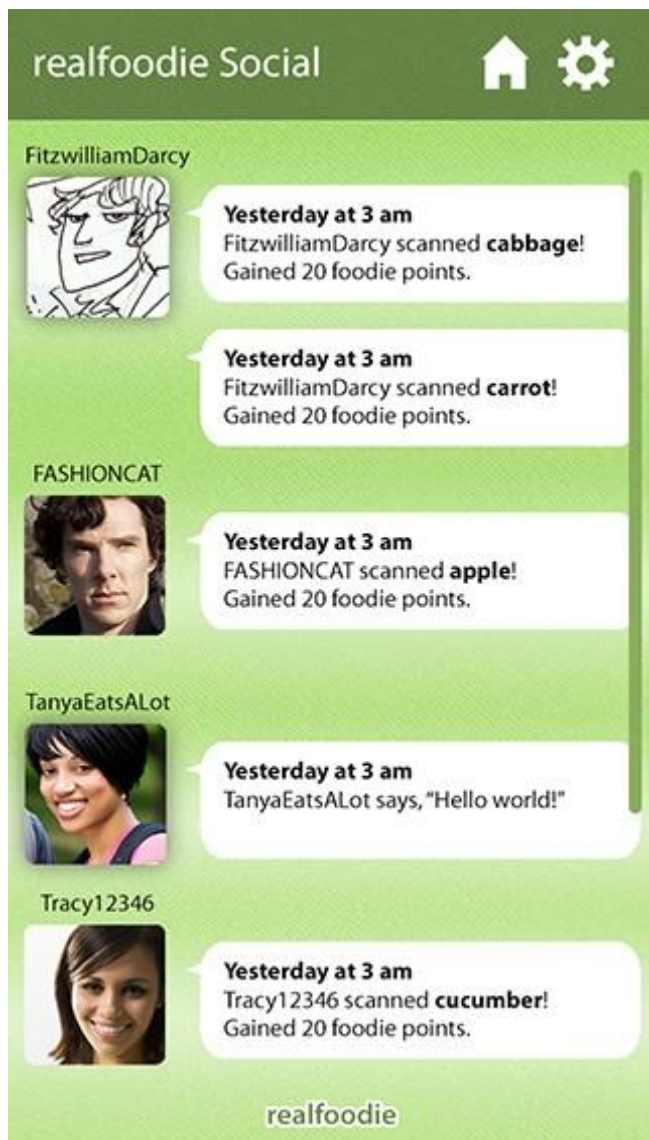 realfoodie Social
FitzwilliamDarcy
Yesterday at 3 am
FitzwilliamDarcy scanned cabbage!
Gained 20 foodie points.
Yesterday at 3 am
FitzwilliamDarcy scanned carrot!
Gained 20 foodie points.
FASHIONCAT
Yesterday at 3 am
FASHIONCAT scanned apple!
Gained 20 foodie points.
TanyaEatsALot
Yesterday at 3 am
TanyaEatsALot says, “Hello world!”
Tracy12346
Yesterday at 3 am
Tracy12346 scanned cucumber!
Gained 20 foodie points.
realfoodie